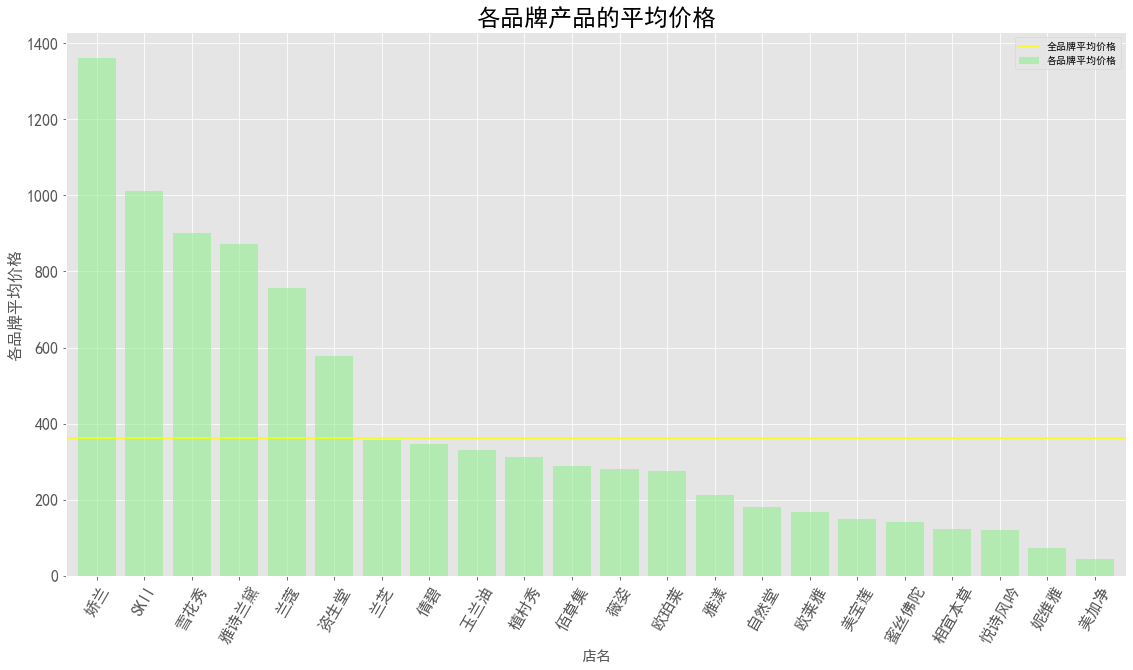 各品牌产品的平均价格
全品牌平均价格
各品牌平均价格
各品牌平均价格
1400
1200
1000
800
600
400
200
0
娇兰
SKII
雪花秀
雅诗兰黛
兰蔻
资生堂
兰芝
倩碧
玉兰油
植村秀
佰草集
薇姿
欧珀莱
雅漾
自然堂
欧莱雅
美宝莲
蜜丝佛陀
相宜本草
悦诗风吟
妮维雅
美加净
店名